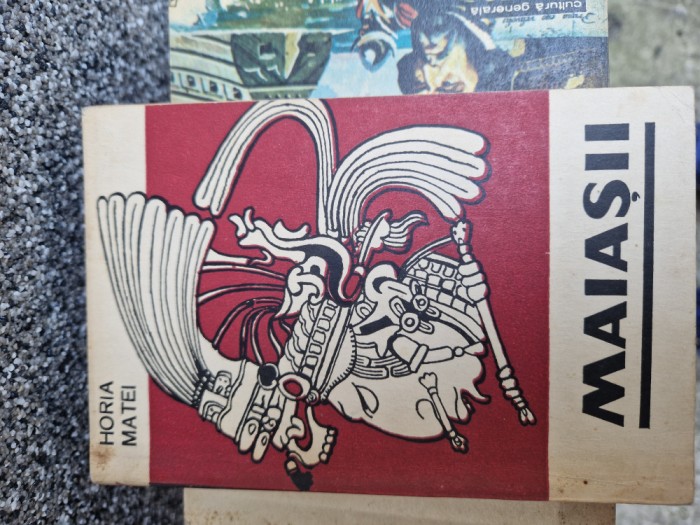 HORIA
MATEI
MAIAȘII
cultură generală